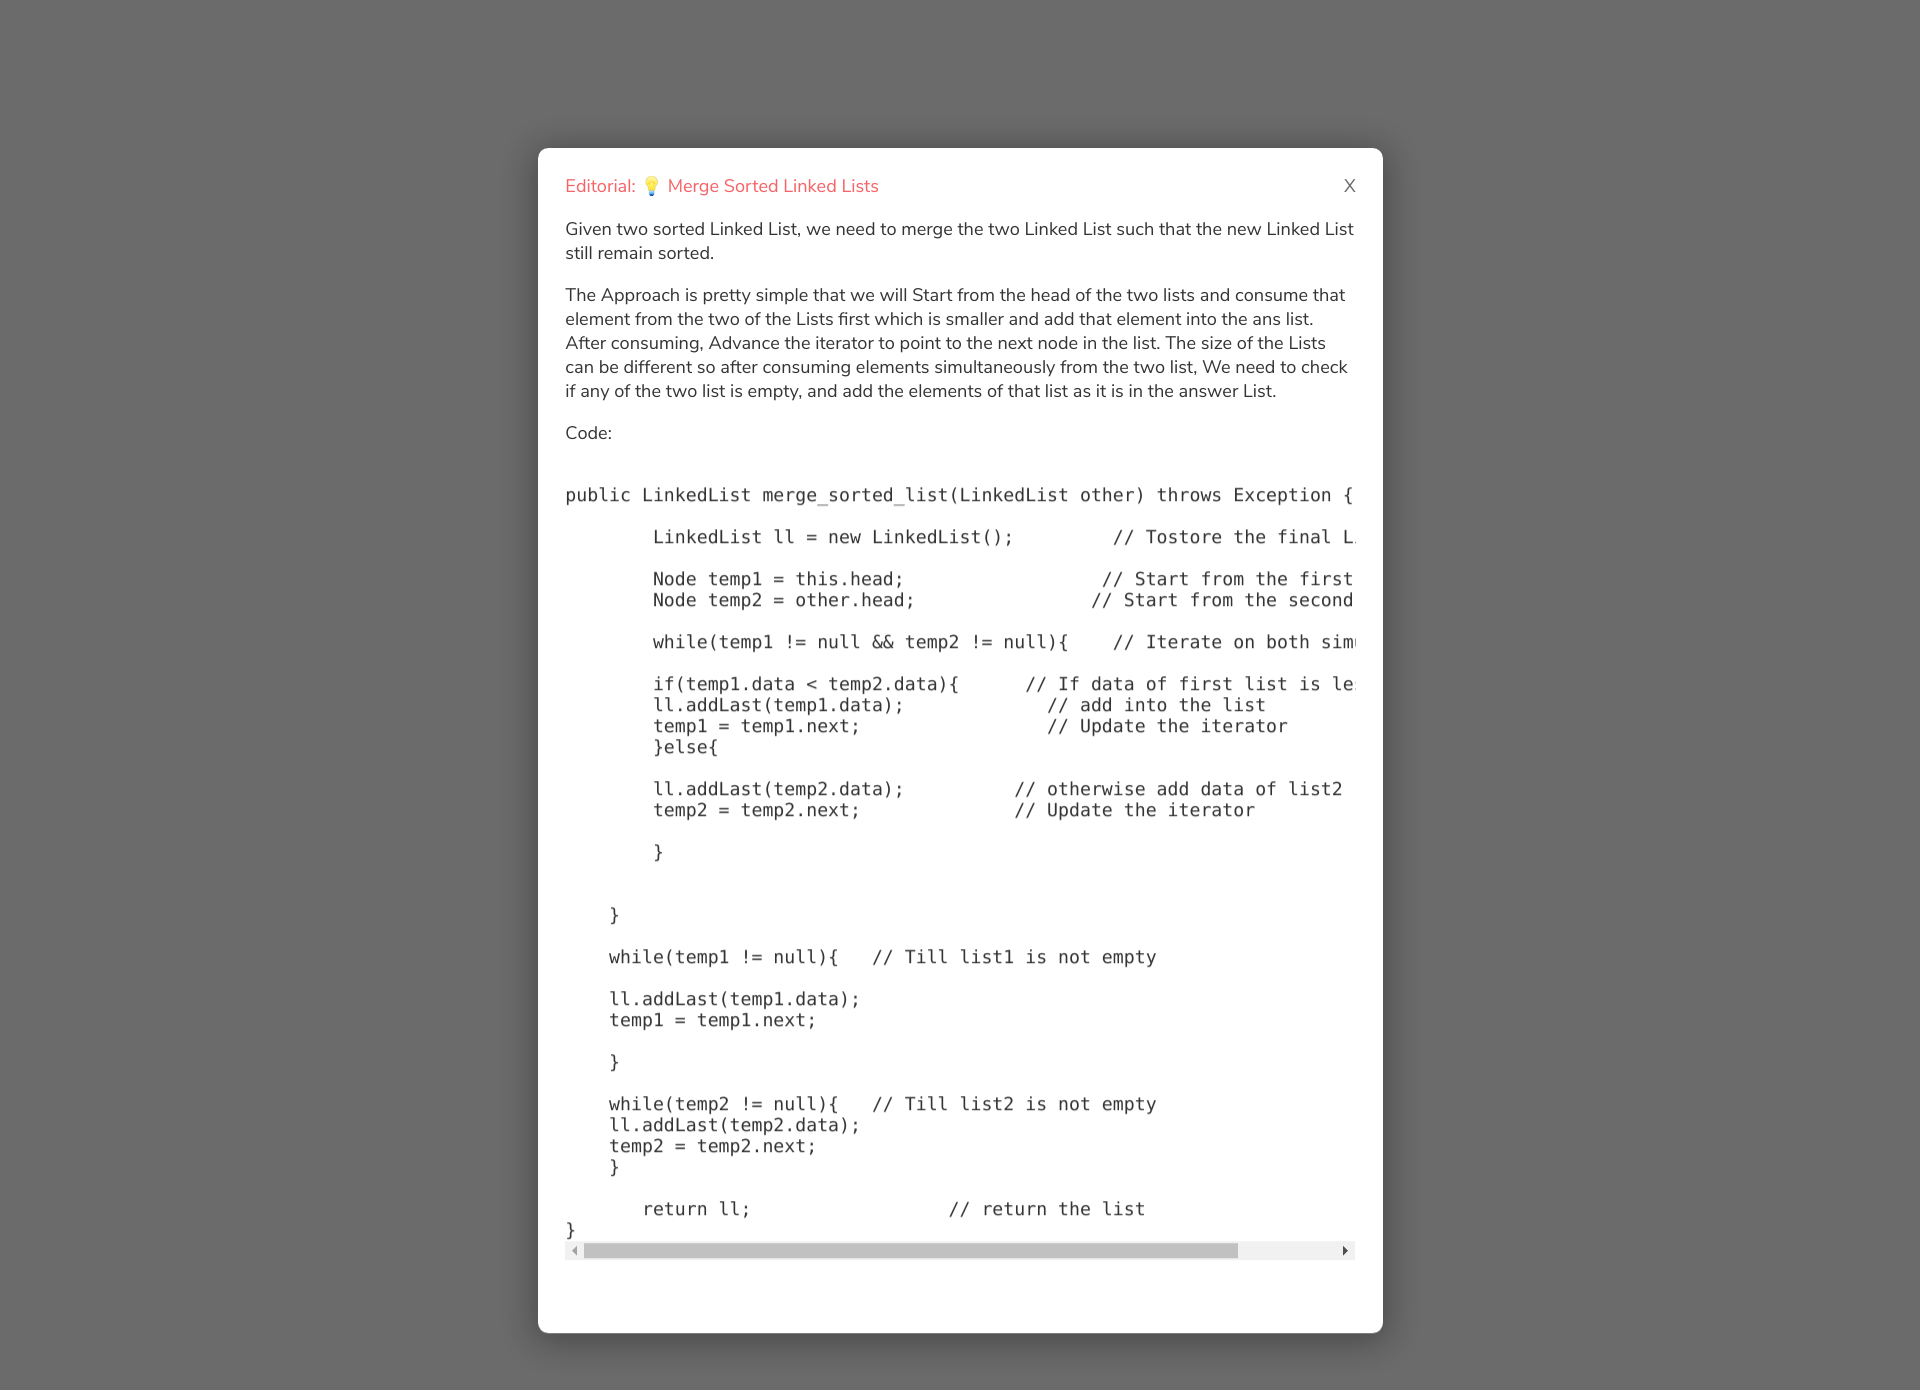 Editorial: 💡 Merge Sorted Linked Lists
X
Given two sorted Linked List, we need to merge the two Linked List such that the new Linked List
still remain sorted.
The Approach is pretty simple that we will Start from the head of the two lists and consume that
element from the two of the Lists first which is smaller and add that element into the ans list.
After consuming, Advance the iterator to point to the next node in the list. The size of the Lists
can be different so after consuming elements simultaneously from the two list, We need to check
if any of the two list is empty, and add the elements of that list as it is in the answer List.
Code:
public LinkedList merge_sorted_list(LinkedList other) throws Exception {
LinkedList ll = new LinkedList(); // Tostore the final
Node temp1 = this.head; // Start from the first
Node temp2 = other.head; // Start from the second
while(temp1 != null && temp2 != null){ // Iterate on both
if(temp1.data < temp2.data){ // If data of first list is
ll.addLast(temp1.data); // add into the list
temp1 = temp1.next; // Update the iterator
}else{
ll.addLast(temp2.data); // otherwise add data of list2
temp2 = temp2.next; // Update the iterator
}
}
while(temp1 != null){ // Till list1 is not empty
ll.addLast(temp1.data);
temp1 = temp1.next;
}
while(temp2 != null){ // Till list2 is not empty
ll.addLast(temp2.data);
temp2 = temp2.next;
}
return ll; // return the list
}